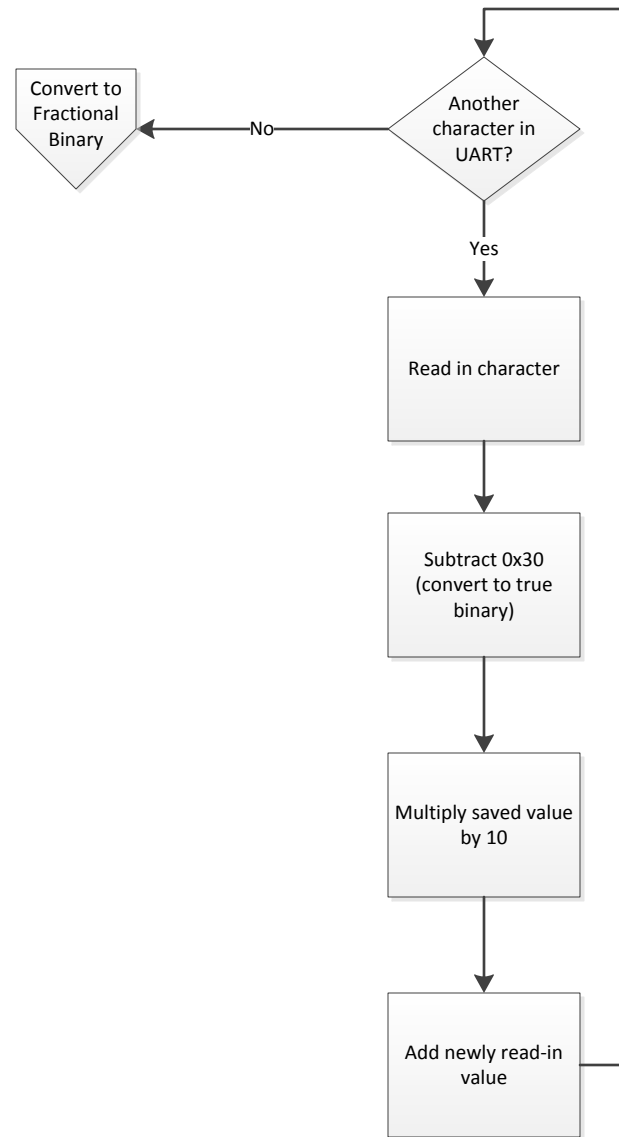 Convert to
Fractional
Binary
No
Another
character in
UART?
Yes
Read in character
Subtract 0x30
(convert to true
binary)
Multiply saved value
by 10
Add newly read-in
value